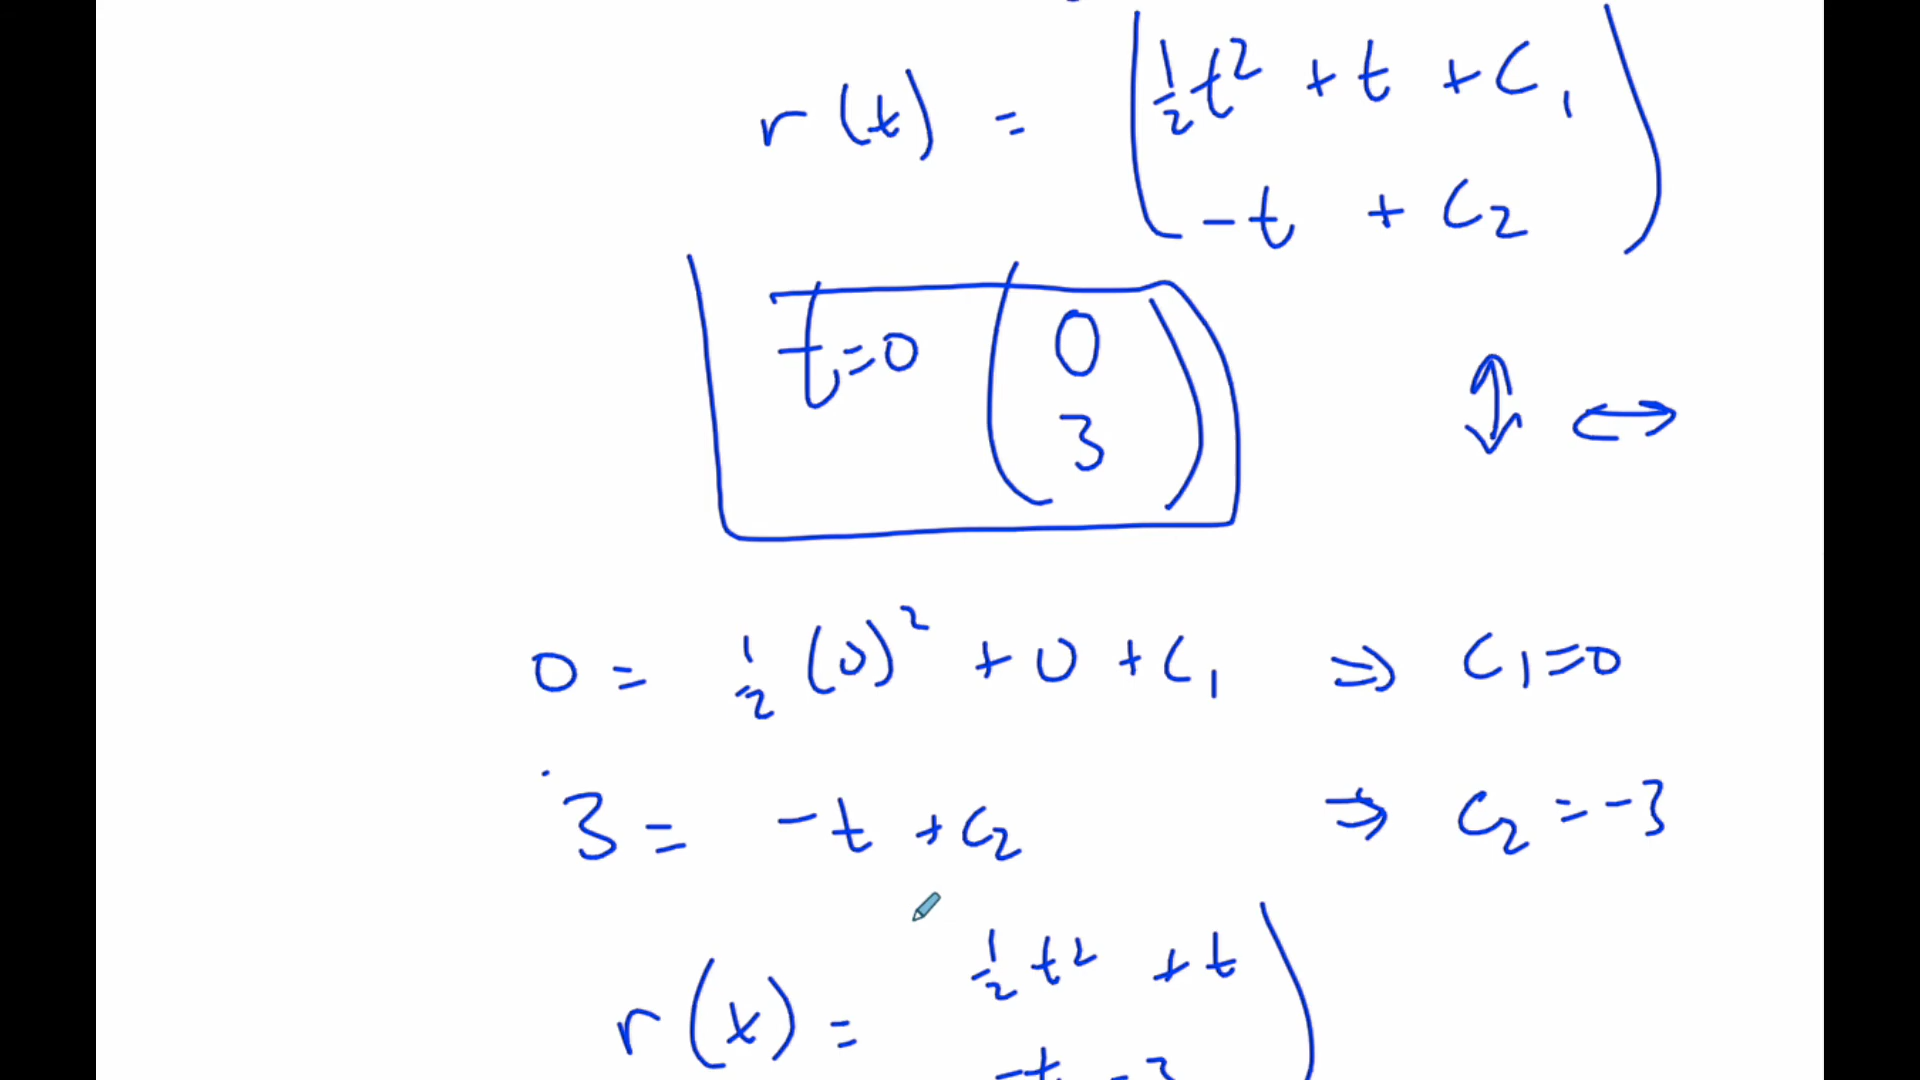 r(t) = (½t² + t + C₁
-t + C₂)
t=0 (0
3)
0 = ½(0)² + 0 + C₁ ⇒ C₁=0
3 = -t + C₂ ⇒ C₂ = -3
r(t) = ½t² + t
-t - 3)